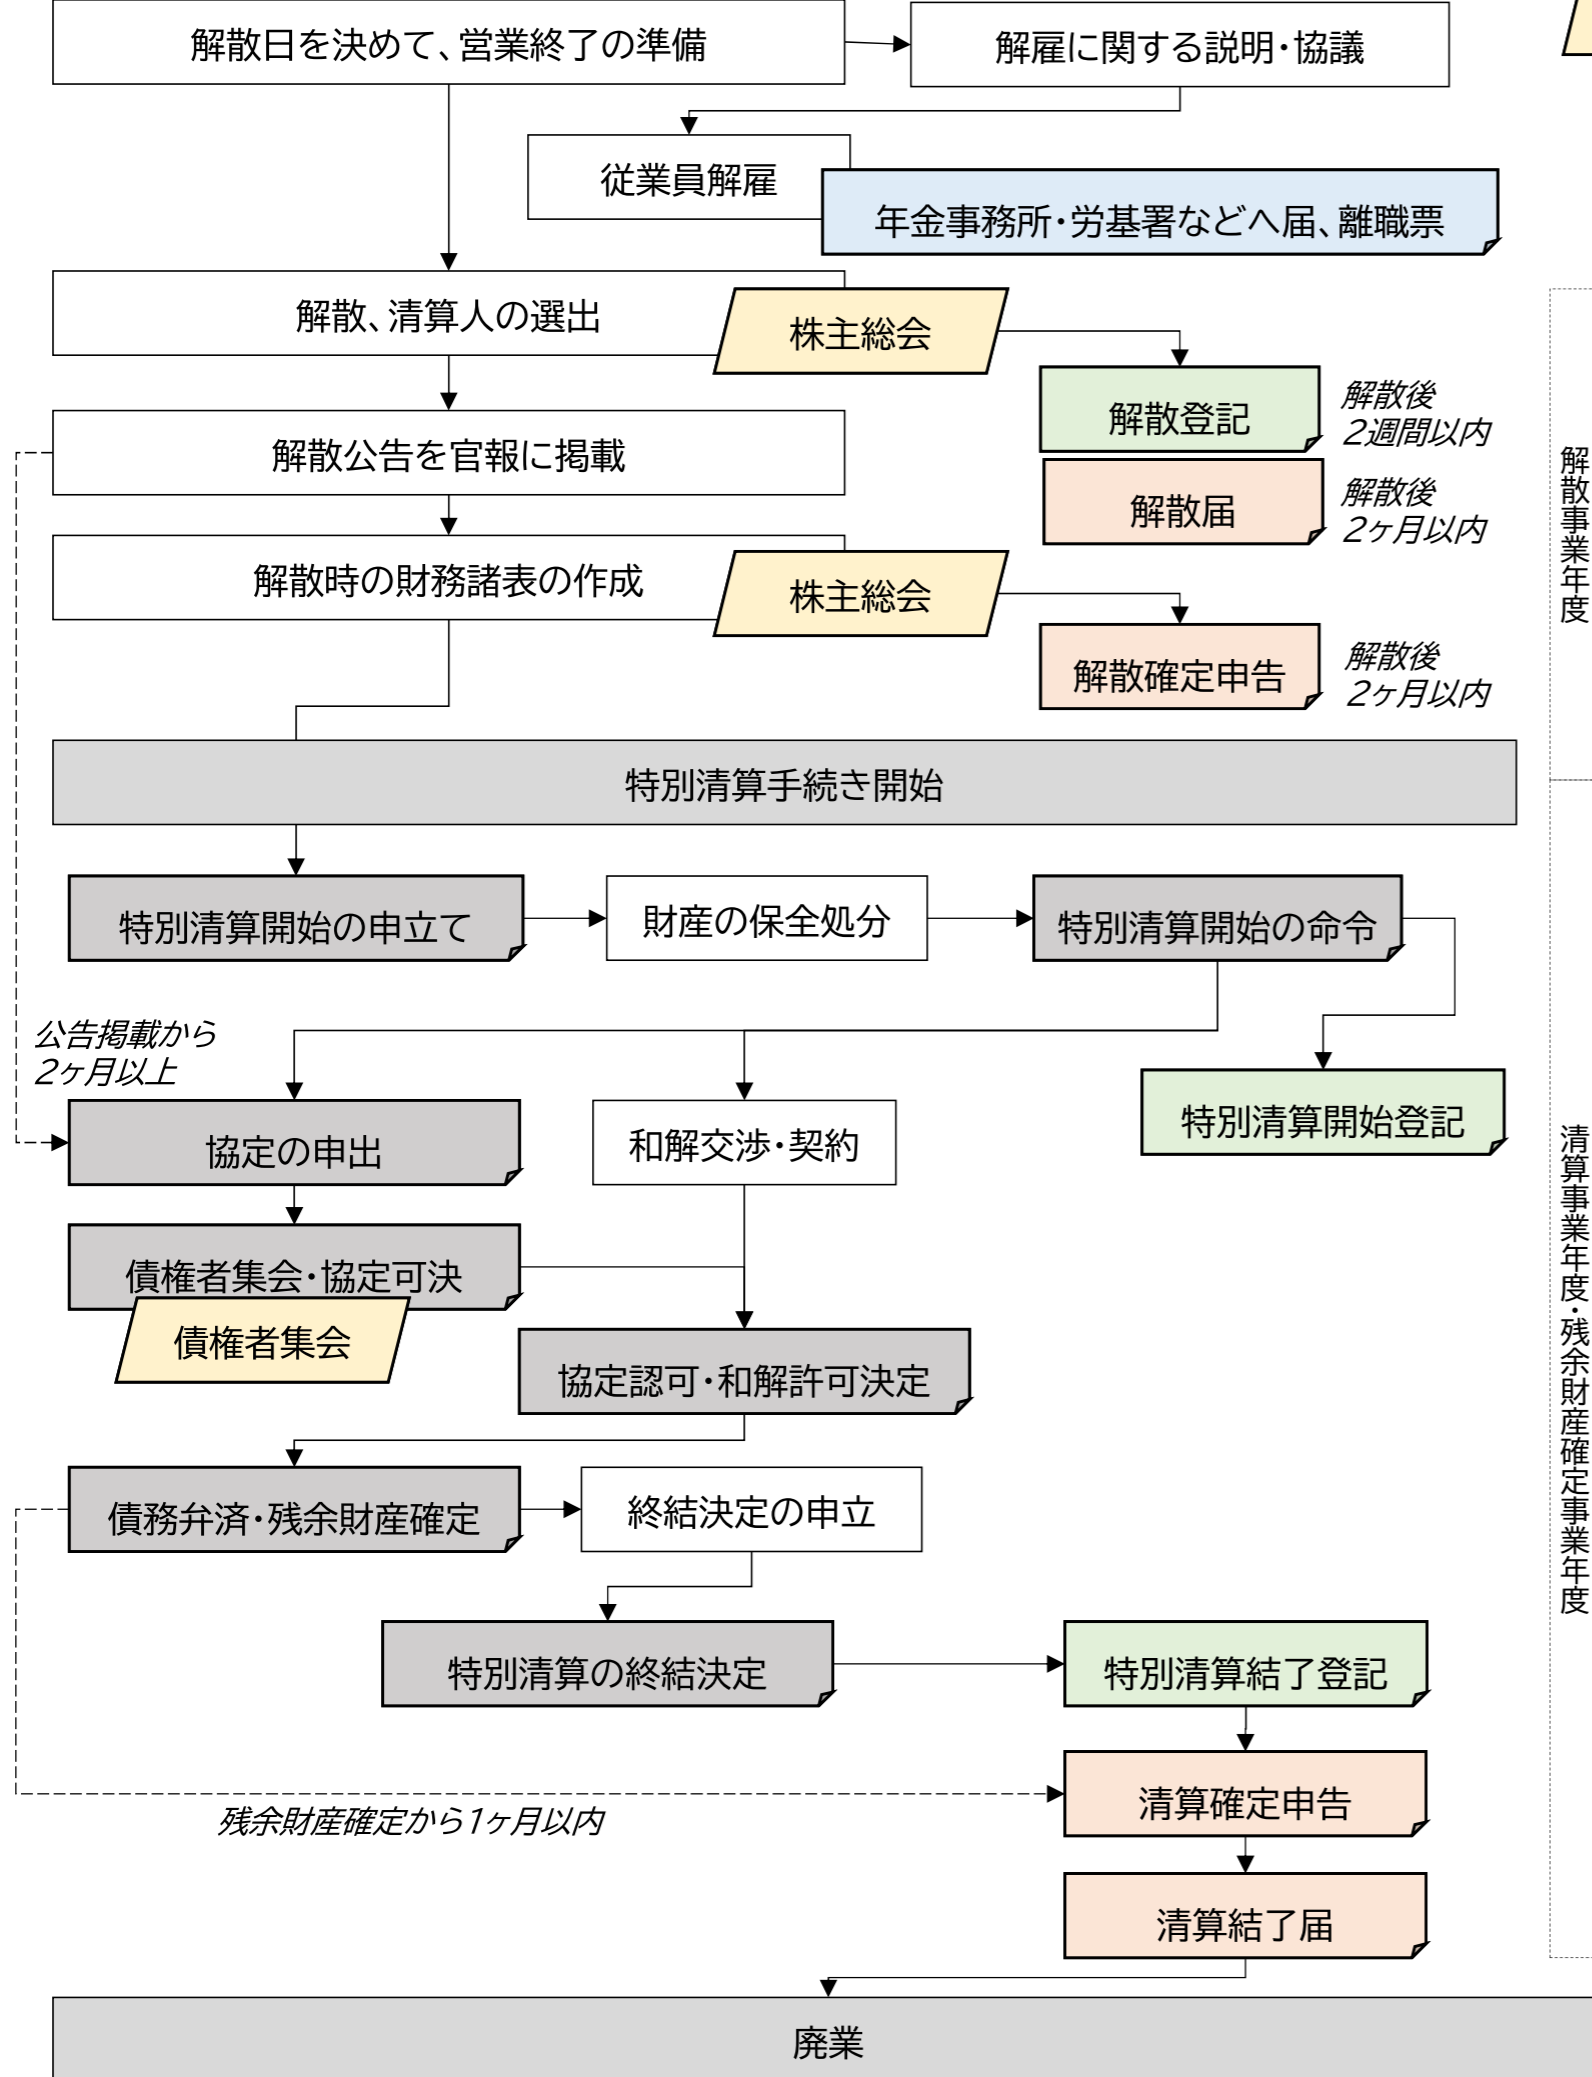 解散日を決めて、営業終了の準備
解雇に関する説明・協議
従業員解雇
年金事務所・労基署などへ届、離職票
解散、清算人の選出
株主総会
解散登記
解散後
2週間以内
解散公告を官報に掲載
解散届
解散後
2ヶ月以内
解散時の財務諸表の作成
株主総会
解散確定申告
解散後
2ヶ月以内
解散事業年度
特別清算手続き開始
特別清算開始の申立て
財産の保全処分
特別清算開始の命令
公告掲載から
2ヶ月以上
特別清算開始登記
協定の申出
和解交渉・契約
債権者集会・協定可決
債権者集会
協定認可・和解許可決定
債務弁済・残余財産確定
終結決定の申立
特別清算の終結決定
特別清算結了登記
清算確定申告
残余財産確定から1ヶ月以内
清算結了届
清算事業年度・残余財産確定事業年度
廃業